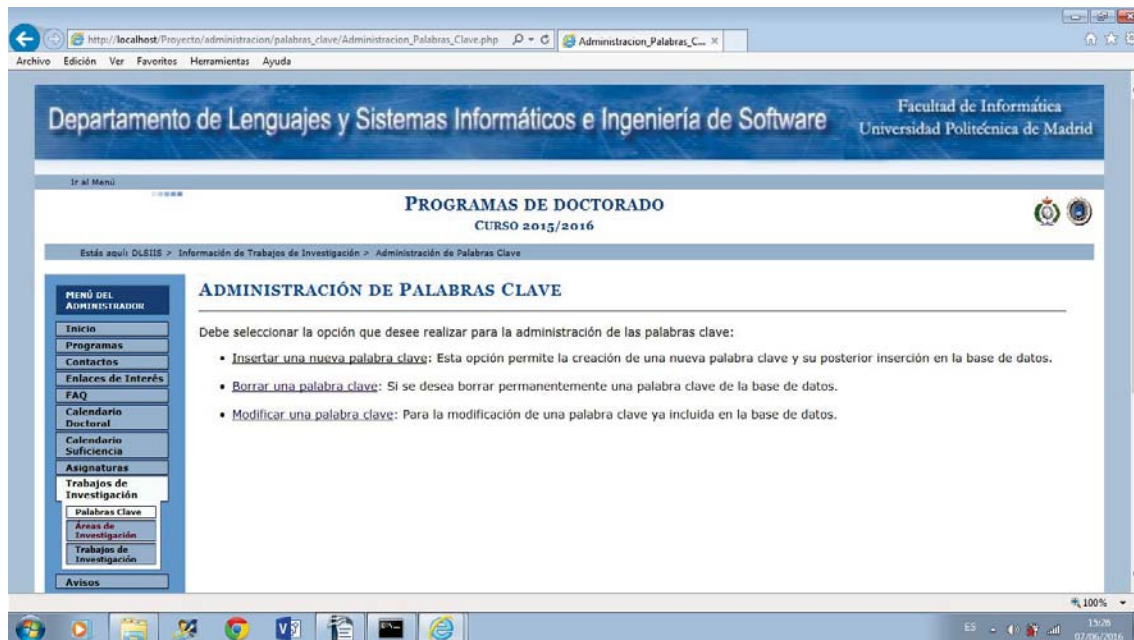 http://localhost/Proyecto/administracion/palabras_clave/Administracion_Palabras_Clave.php
Administracion_Palabras_C...
Archivo Edición Ver Favoritos Herramientas Ayuda
Departamento de Lenguajes y Sistemas Informáticos e Ingeniería de Software
Facultad de Informática
Universidad Politécnica de Madrid
Ir al Menú
PROGRAMAS DE DOCTORADO
CURSO 2015/2016
Estás aquí: DLSIIS > Información de Trabajos de Investigación > Administración de Palabras Clave
MENÚ DEL
ADMINISTRADOR
Inicio
Programas
Contactos
Enlaces de Interés
FAQ
Calendario
Doctoral
Calendario
Suficiencia
Asignaturas
Trabajos de
Investigación
Palabras Clave
Áreas de
Investigación
Trabajos de
Investigación
Avisos
ADMINISTRACIÓN DE PALABRAS CLAVE
Debe seleccionar la opción que desee realizar para la administración de las palabras clave:
• Insertar una nueva palabra clave: Esta opción permite la creación de una nueva palabra clave y su posterior inserción en la base de datos.
• Borrar una palabra clave: Si se desea borrar permanentemente una palabra clave de la base de datos.
• Modificar una palabra clave: Para la modificación de una palabra clave ya incluida en la base de datos.
100%
ES
15:26
07/06/2016